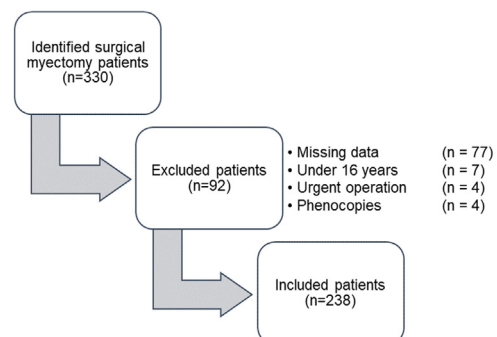 Identified surgical
myectomy patients
(n=330)
Excluded patients
(n=92)
• Missing data (n = 77)
• Under 16 years (n = 7)
• Urgent operation (n = 4)
• Phenocopies (n = 4)
Included patients
(n=238)